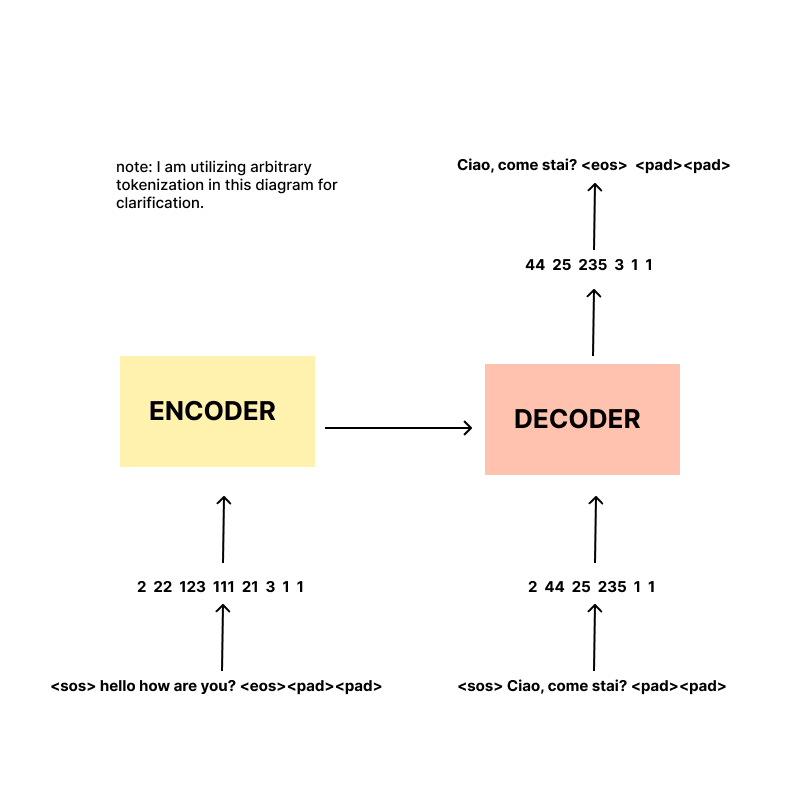 note: I am utilizing arbitrary
tokenization in this diagram for
clarification.
Ciao, come stai? <eos>  <pad><pad>
44 25 235 3 1 1
ENCODER
DECODER
2 22 123 111 21 3 1 1
2 44 25 235 1 1
<sos> hello how are you? <eos><pad><pad>
<sos> Ciao, come stai? <pad><pad>